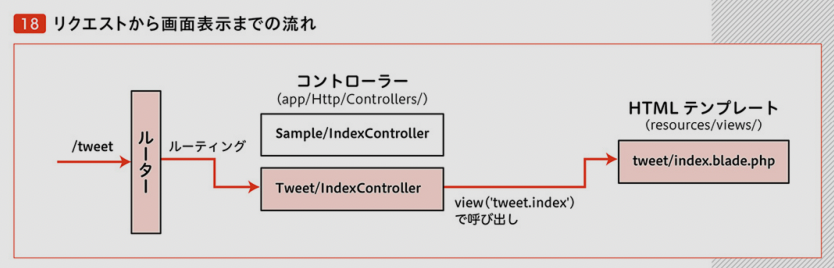 18 リクエストから画面表示までの流れ
コントローラー
(app/Http/Controllers/)
HTML テンプレート
(resources/views/)
/tweet
ルーター
ルーティング
Sample/IndexController
Tweet/IndexController
tweet/index.blade.php
view('tweet.index')
で呼び出し